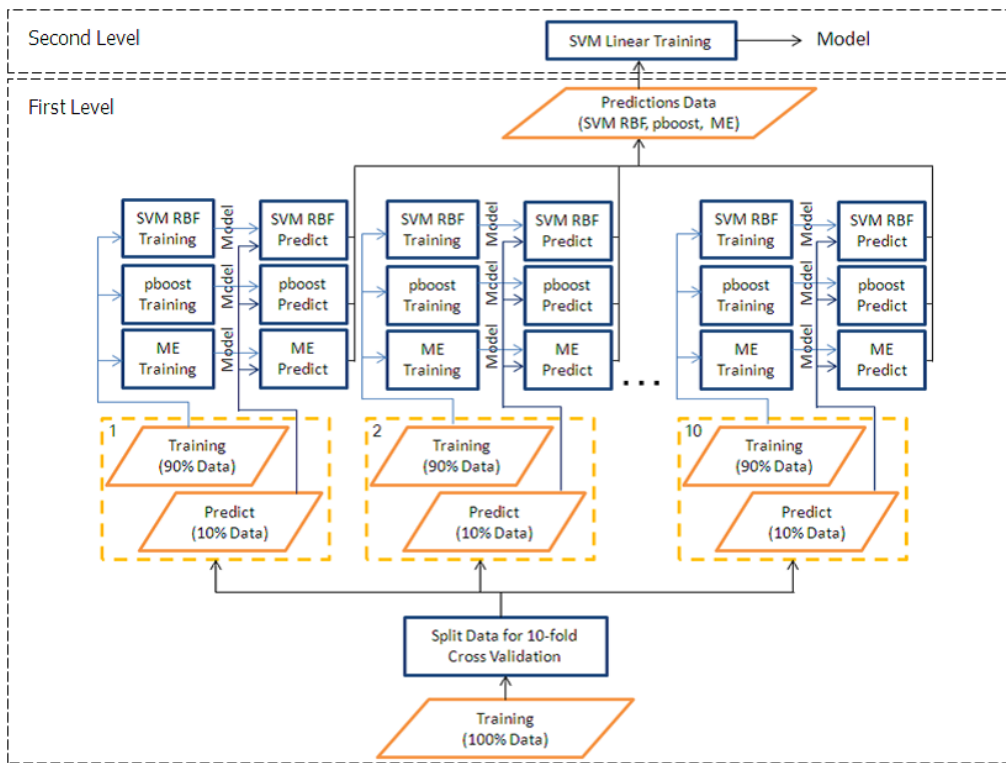 Second Level
SVM Linear Training
Model
First Level
Predictions Data
(SVM RBF, pboost, ME)
SVM RBF
Training
Model
SVM RBF
Predict
pboost
Training
Model
pboost
Predict
ME
Training
Model
ME
Predict
SVM RBF
Training
Model
SVM RBF
Predict
pboost
Training
Model
pboost
Predict
ME
Training
Model
ME
Predict
...
SVM RBF
Training
Model
SVM RBF
Predict
pboost
Training
Model
pboost
Predict
ME
Training
Model
ME
Predict
1
Training
(90% Data)
Predict
(10% Data)
2
Training
(90% Data)
Predict
(10% Data)
10
Training
(90% Data)
Predict
(10% Data)
Split Data for 10-fold
Cross Validation
Training
(100% Data)